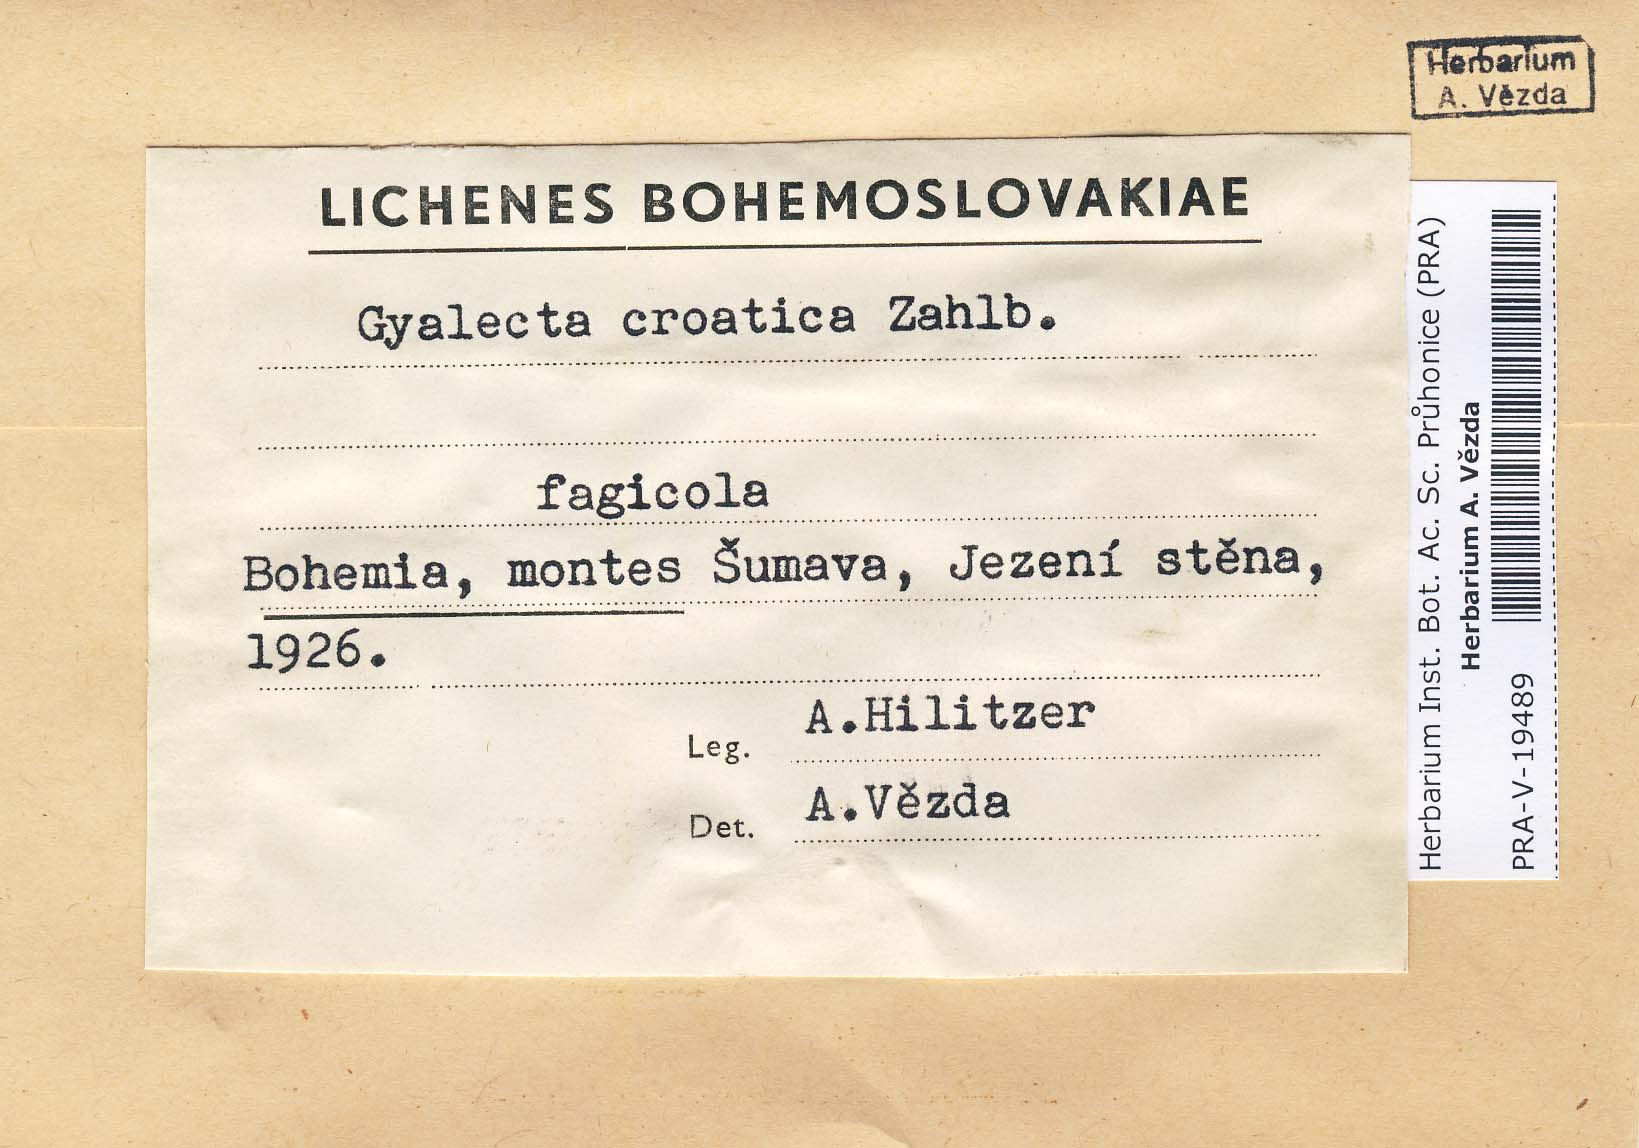 Herbarium
A. Vězda
LICHENES BOHEMOSLOVAKIAE
Gyalecta croatica Zahlb.
fagicola
Bohemia, montes Šumava, Jezení stěna,
1926.
Leg. A.Hilitzer
Det. A.Vězda
Herbarium Inst. Bot. Ac. Sc. Průhonice (PRA)
Herbarium A. Vězda
PRA-V-19489